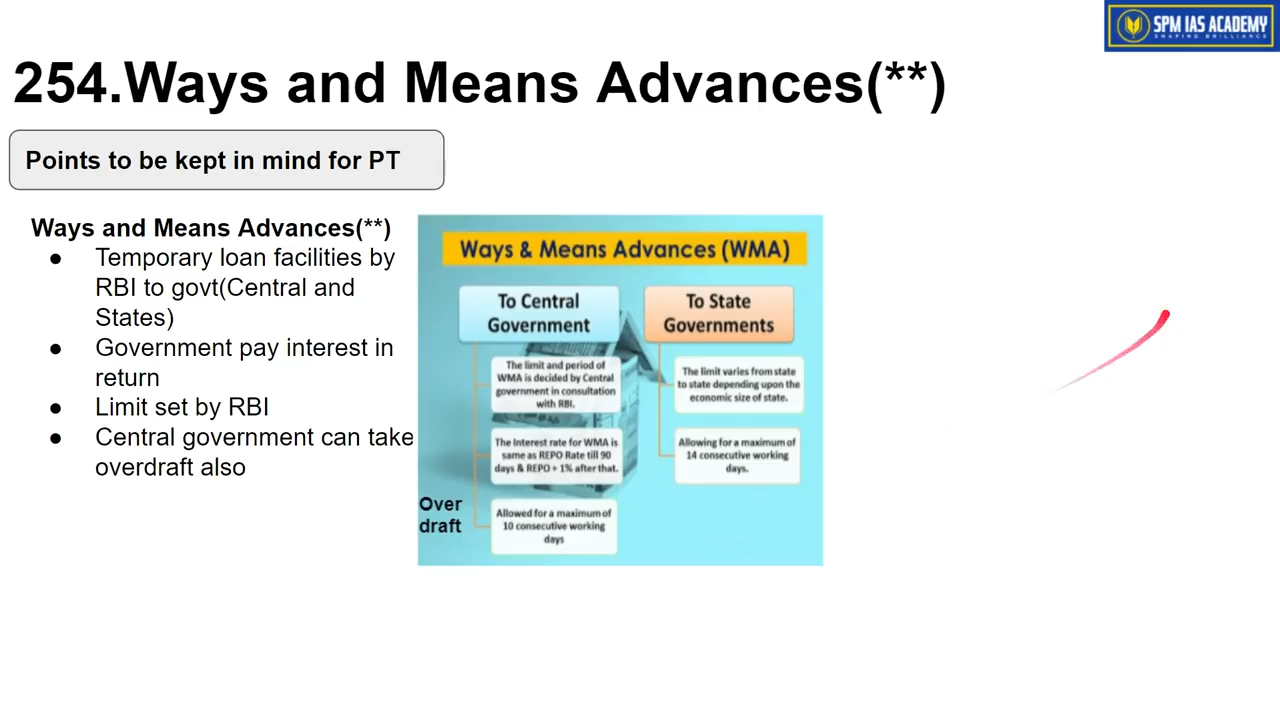 SPM IAS ACADEMY
SHAPING BRILLIANCE
254.Ways and Means Advances(**)
Points to be kept in mind for PT
Ways and Means Advances(**)
● Temporary loan facilities by
RBI to govt(Central and
States)
● Government pay interest in
return
● Limit set by RBI
● Central government can take
overdraft also
Ways & Means Advances (WMA)
To Central
Government
The limit and period of
WMA is decided by Central
government in consultation
with RBI.
The Interest rate for WMA is
same as REPO Rate till 90
days & REPO + 1% after that.
Over
draft
Allowed for a maximum of
10 consecutive working
days
To State
Governments
The limit varies from state
to state depending upon the
economic size of state.
Allowing for a maximum of
14 consecutive working
days.